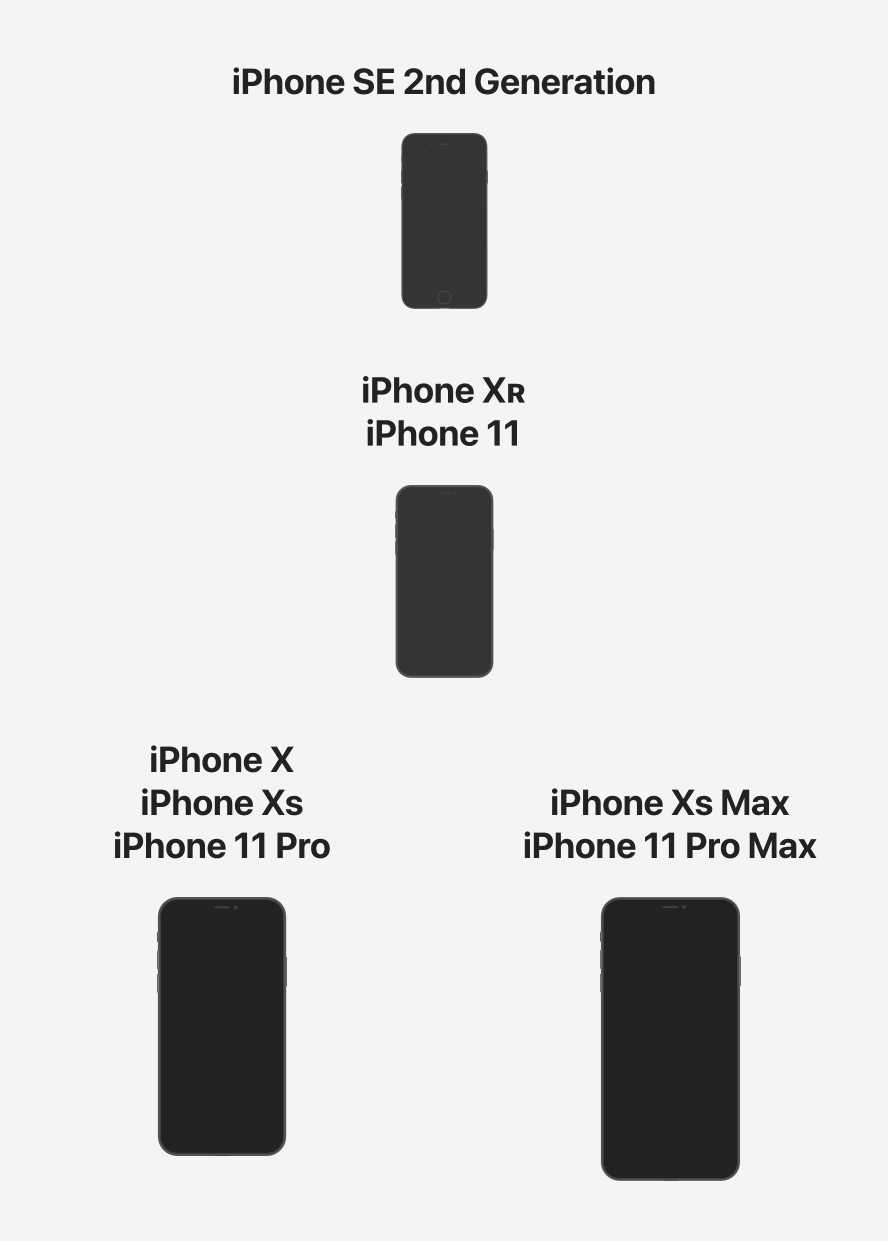 iPhone SE 2nd Generation
iPhone Xʀ
iPhone 11
iPhone X
iPhone Xs
iPhone 11 Pro
iPhone Xs Max
iPhone 11 Pro Max